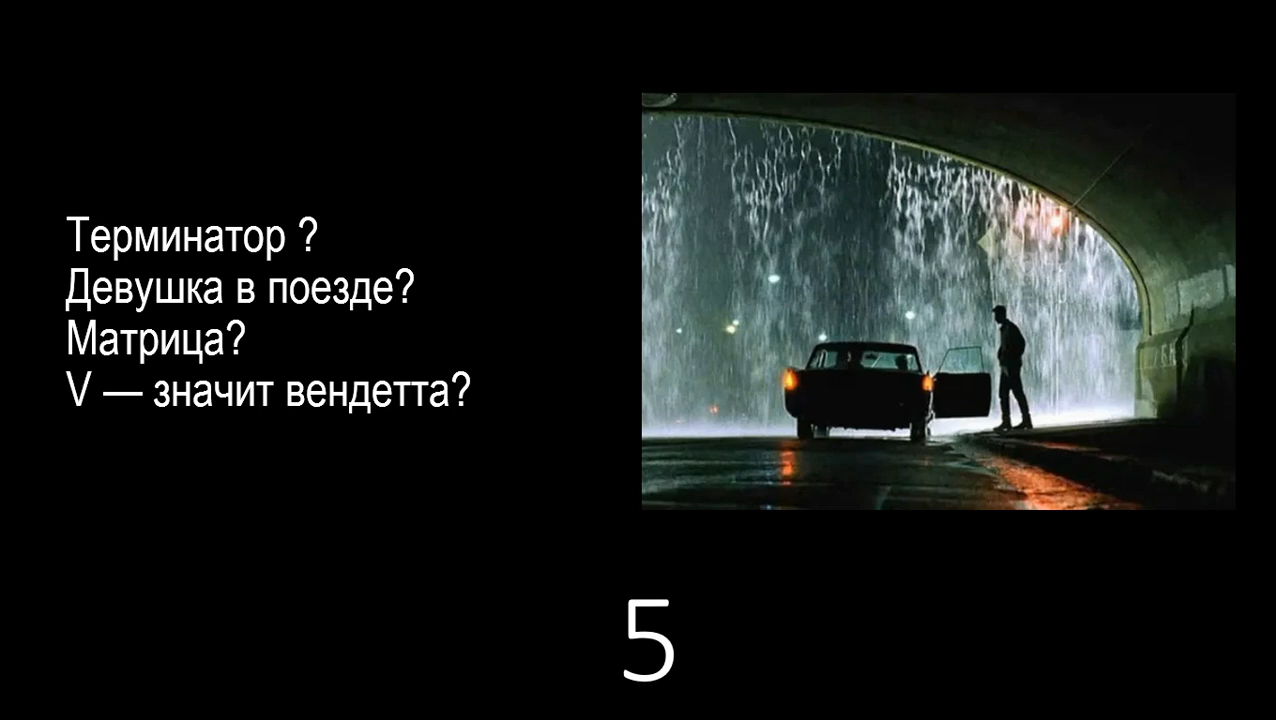 Терминатор ?
Девушка в поезде?
Матрица?
V — значит вендетта?
5